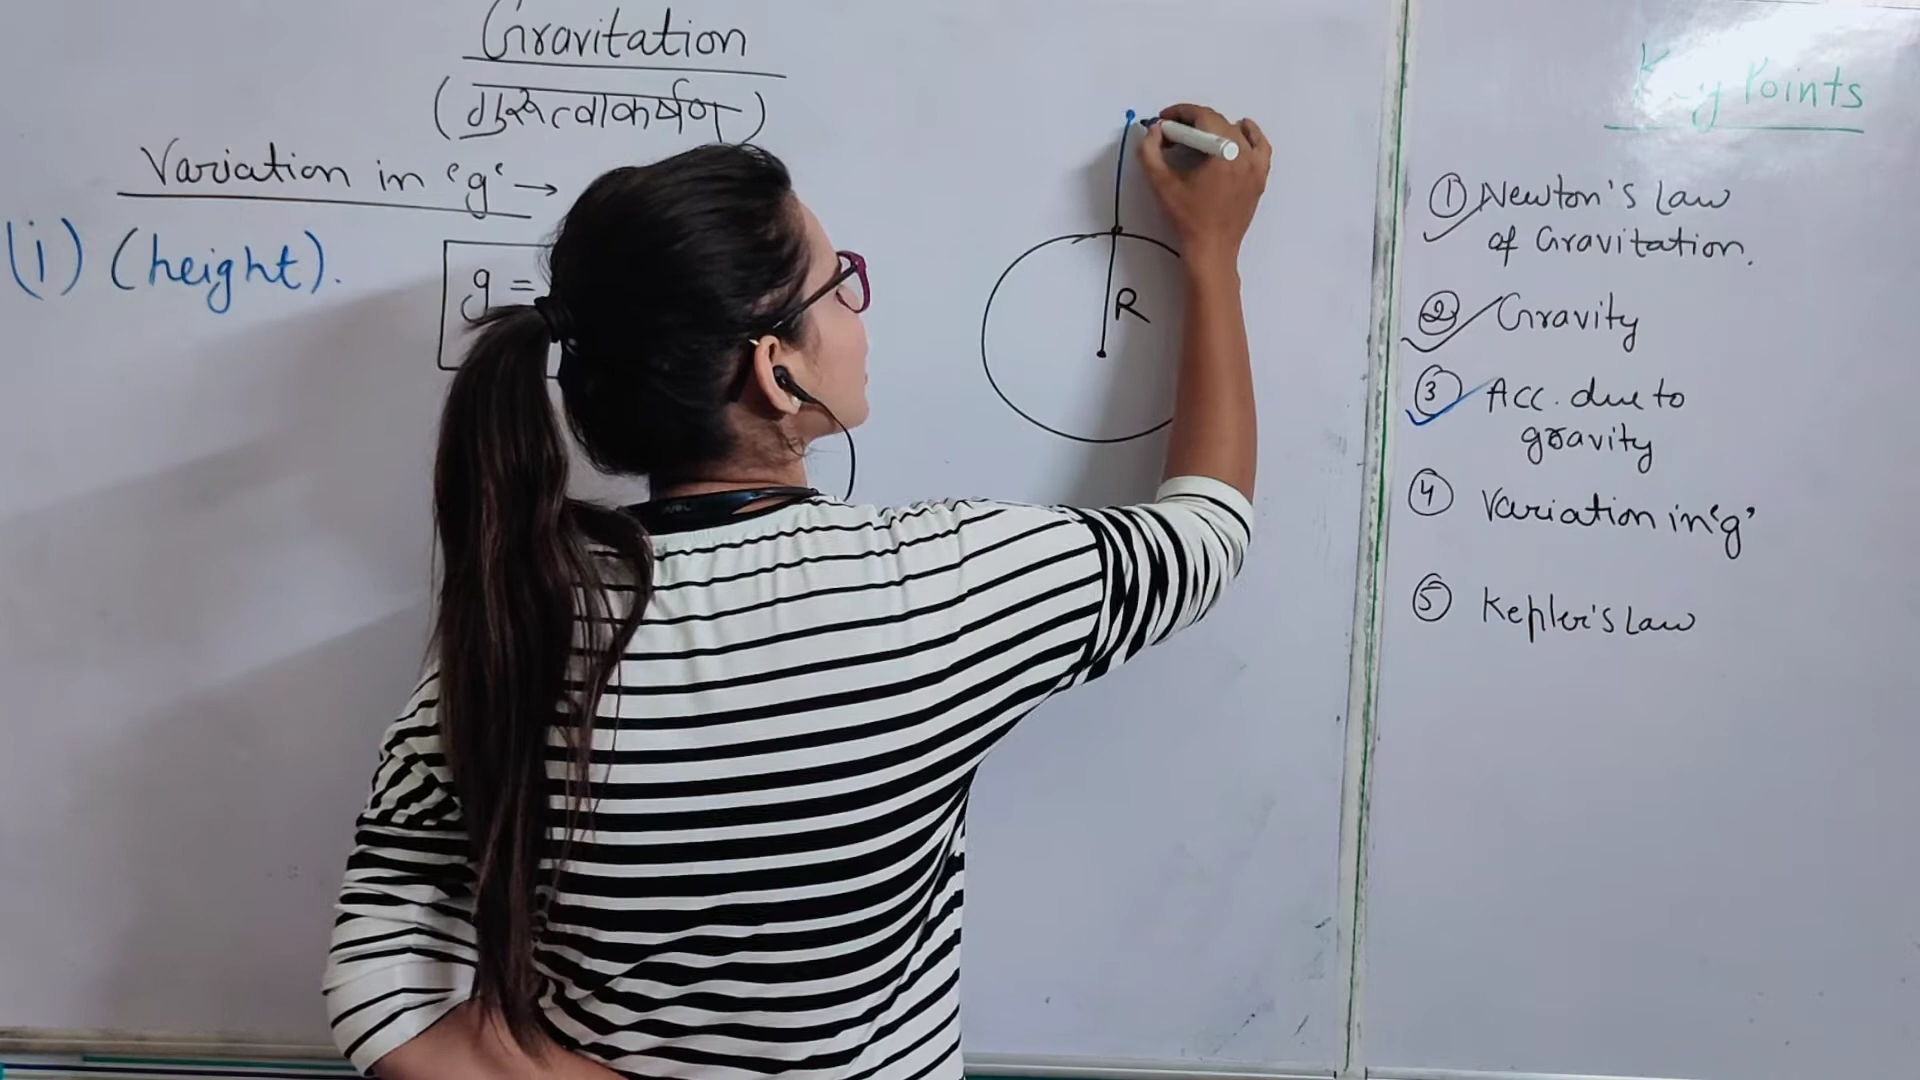 Gravitation
(गुरुत्वाकर्षण)
Variation in 'g' →
(i) (height).
g =
R
Key Points
① Newton's Law
of Gravitation.
② Gravity
③ Acc. due to
gravity
④ Variation in 'g'
⑤ Kepler's Law